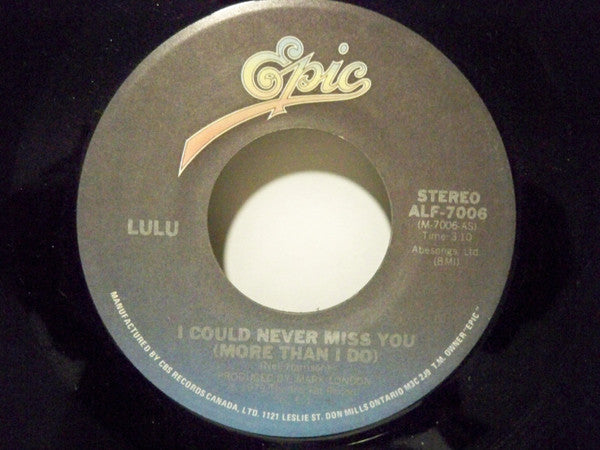 Epic
LULU
STEREO
ALF-7006
(M-7006-AS)
Time: 3:10
Abesongs, Ltd.
(BMI)
I COULD NEVER MISS YOU
(MORE THAN I DO)
PRODUCED BY: MARK LONDON
MANUFACTURED BY CBS RECORDS CANADA, LTD. 1121 LESLIE ST. DON MILLS ONTARIO M3C 2J9 T.M. OWNER "EPIC"